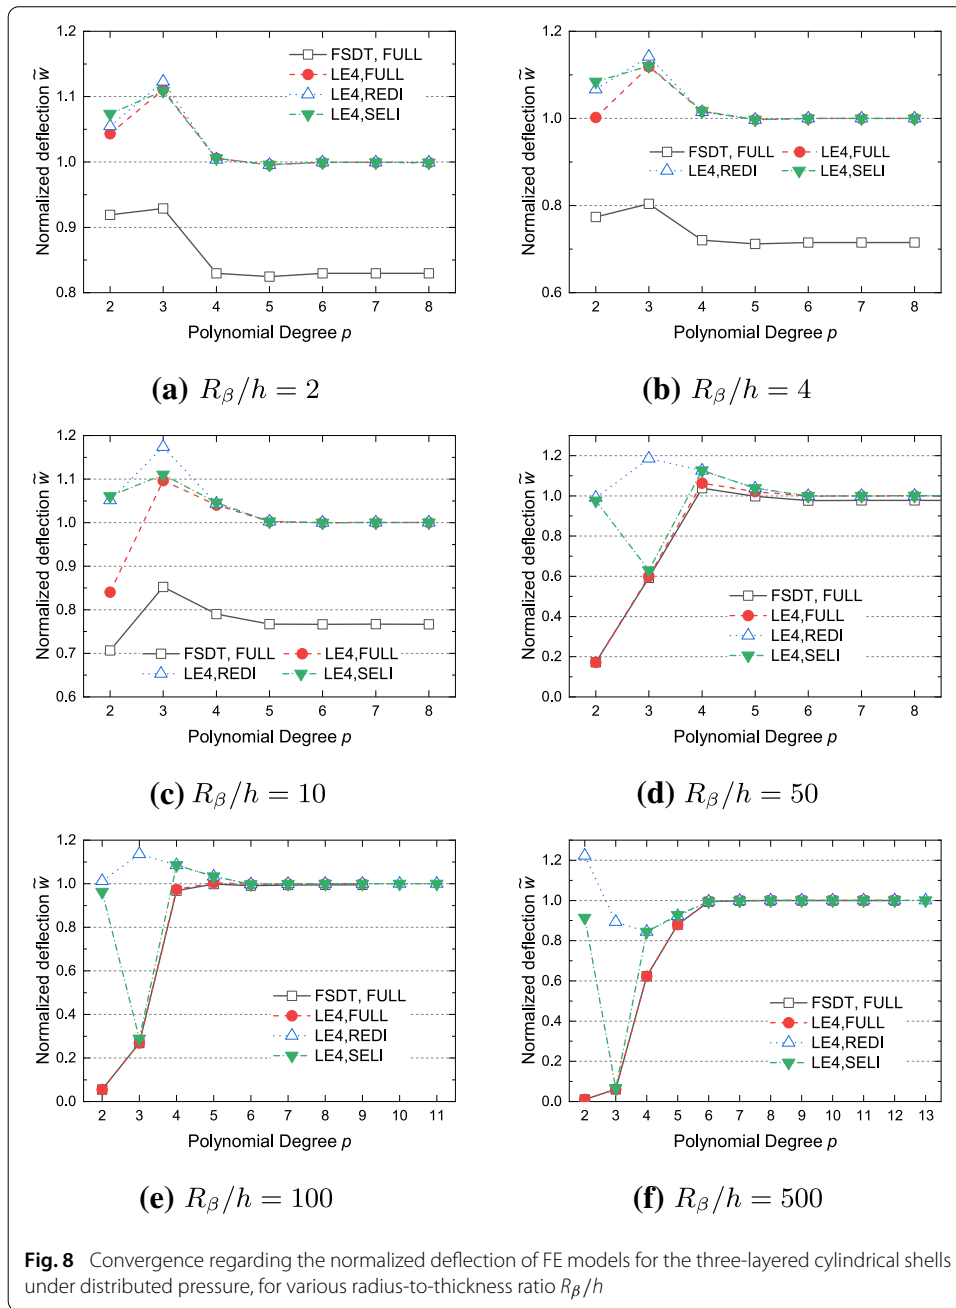 1.2
1.1
1.0
0.9
0.8
Normalized deflection w̃
FSDT, FULL
LE4,FULL
LE4,REDI
LE4,SELI
2 3 4 5 6 7 8
Polynomial Degree p
(a) Rβ/h = 2
1.2
1.0
0.8
0.6
Normalized deflection w̃
FSDT, FULL LE4,FULL
LE4,REDI LE4,SELI
2 3 4 5 6 7 8
Polynomial Degree p
(b) Rβ/h = 4
1.2
1.1
1.0
0.9
0.8
0.7
0.6
Normalized deflection w̃
FSDT, FULL LE4,FULL
LE4,REDI LE4,SELI
2 3 4 5 6 7 8
Polynomial Degree p
(c) Rβ/h = 10
1.2
1.0
0.8
0.6
0.4
0.2
0.0
Normalized deflection w̃
FSDT, FULL
LE4,FULL
LE4,REDI
LE4,SELI
2 3 4 5 6 7 8
Polynomial Degree p
(d) Rβ/h = 50
1.2
1.0
0.8
0.6
0.4
0.2
0.0
Normalized deflection w̃
FSDT, FULL
LE4,FULL
LE4,REDI
LE4,SELI
2 3 4 5 6 7 8 9 10 11
Polynomial Degree p
(e) Rβ/h = 100
1.2
1.0
0.8
0.6
0.4
0.2
0.0
Normalized deflection w̃
FSDT, FULL
LE4,FULL
LE4,REDI
LE4,SELI
2 3 4 5 6 7 8 9 10 11 12 13
Polynomial Degree p
(f) Rβ/h = 500
Fig. 8 Convergence regarding the normalized deflection of FE models for the three-layered cylindrical shells
under distributed pressure, for various radius-to-thickness ratio Rβ/h